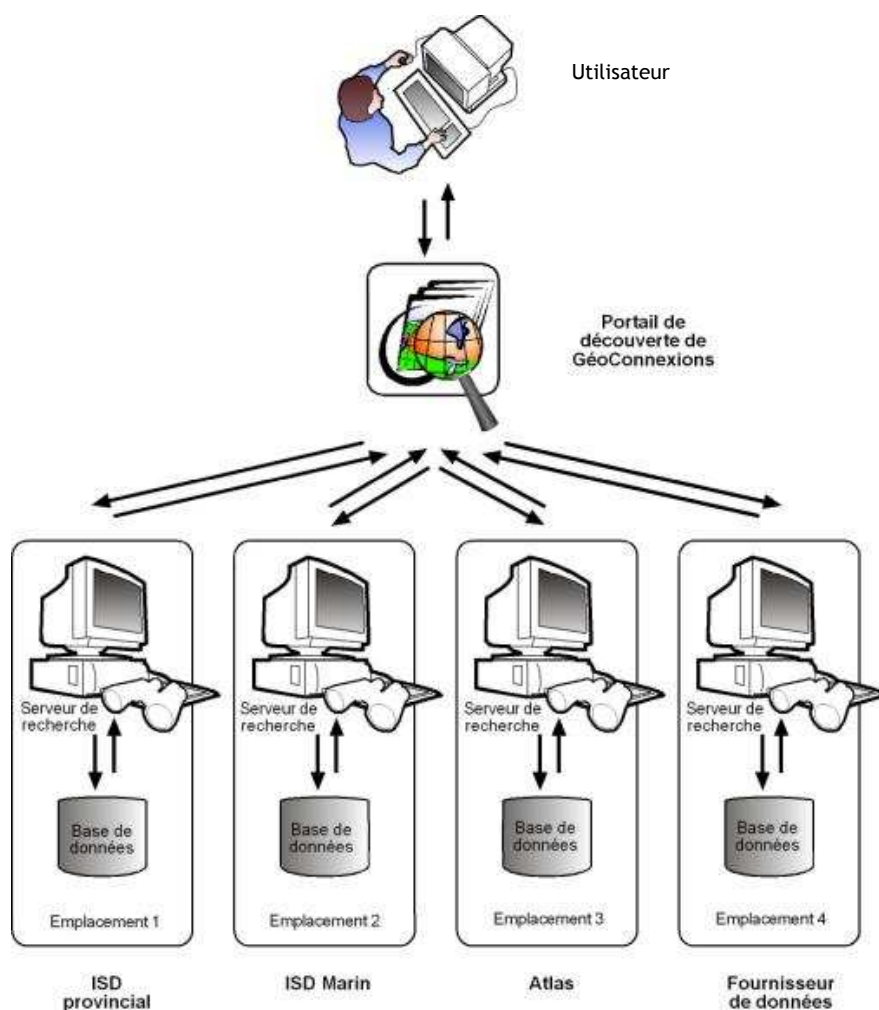 Utilisateur
Portail de
découverte de
GéoConnexions
Serveur de
recherche
Base de
données
Emplacement 1
ISD
provincial
Serveur de
recherche
Base de
données
Emplacement 2
ISD Marin
Serveur de
recherche
Base de
données
Emplacement 3
Atlas
Serveur de
recherche
Base de
données
Emplacement 4
Fournisseur
de données